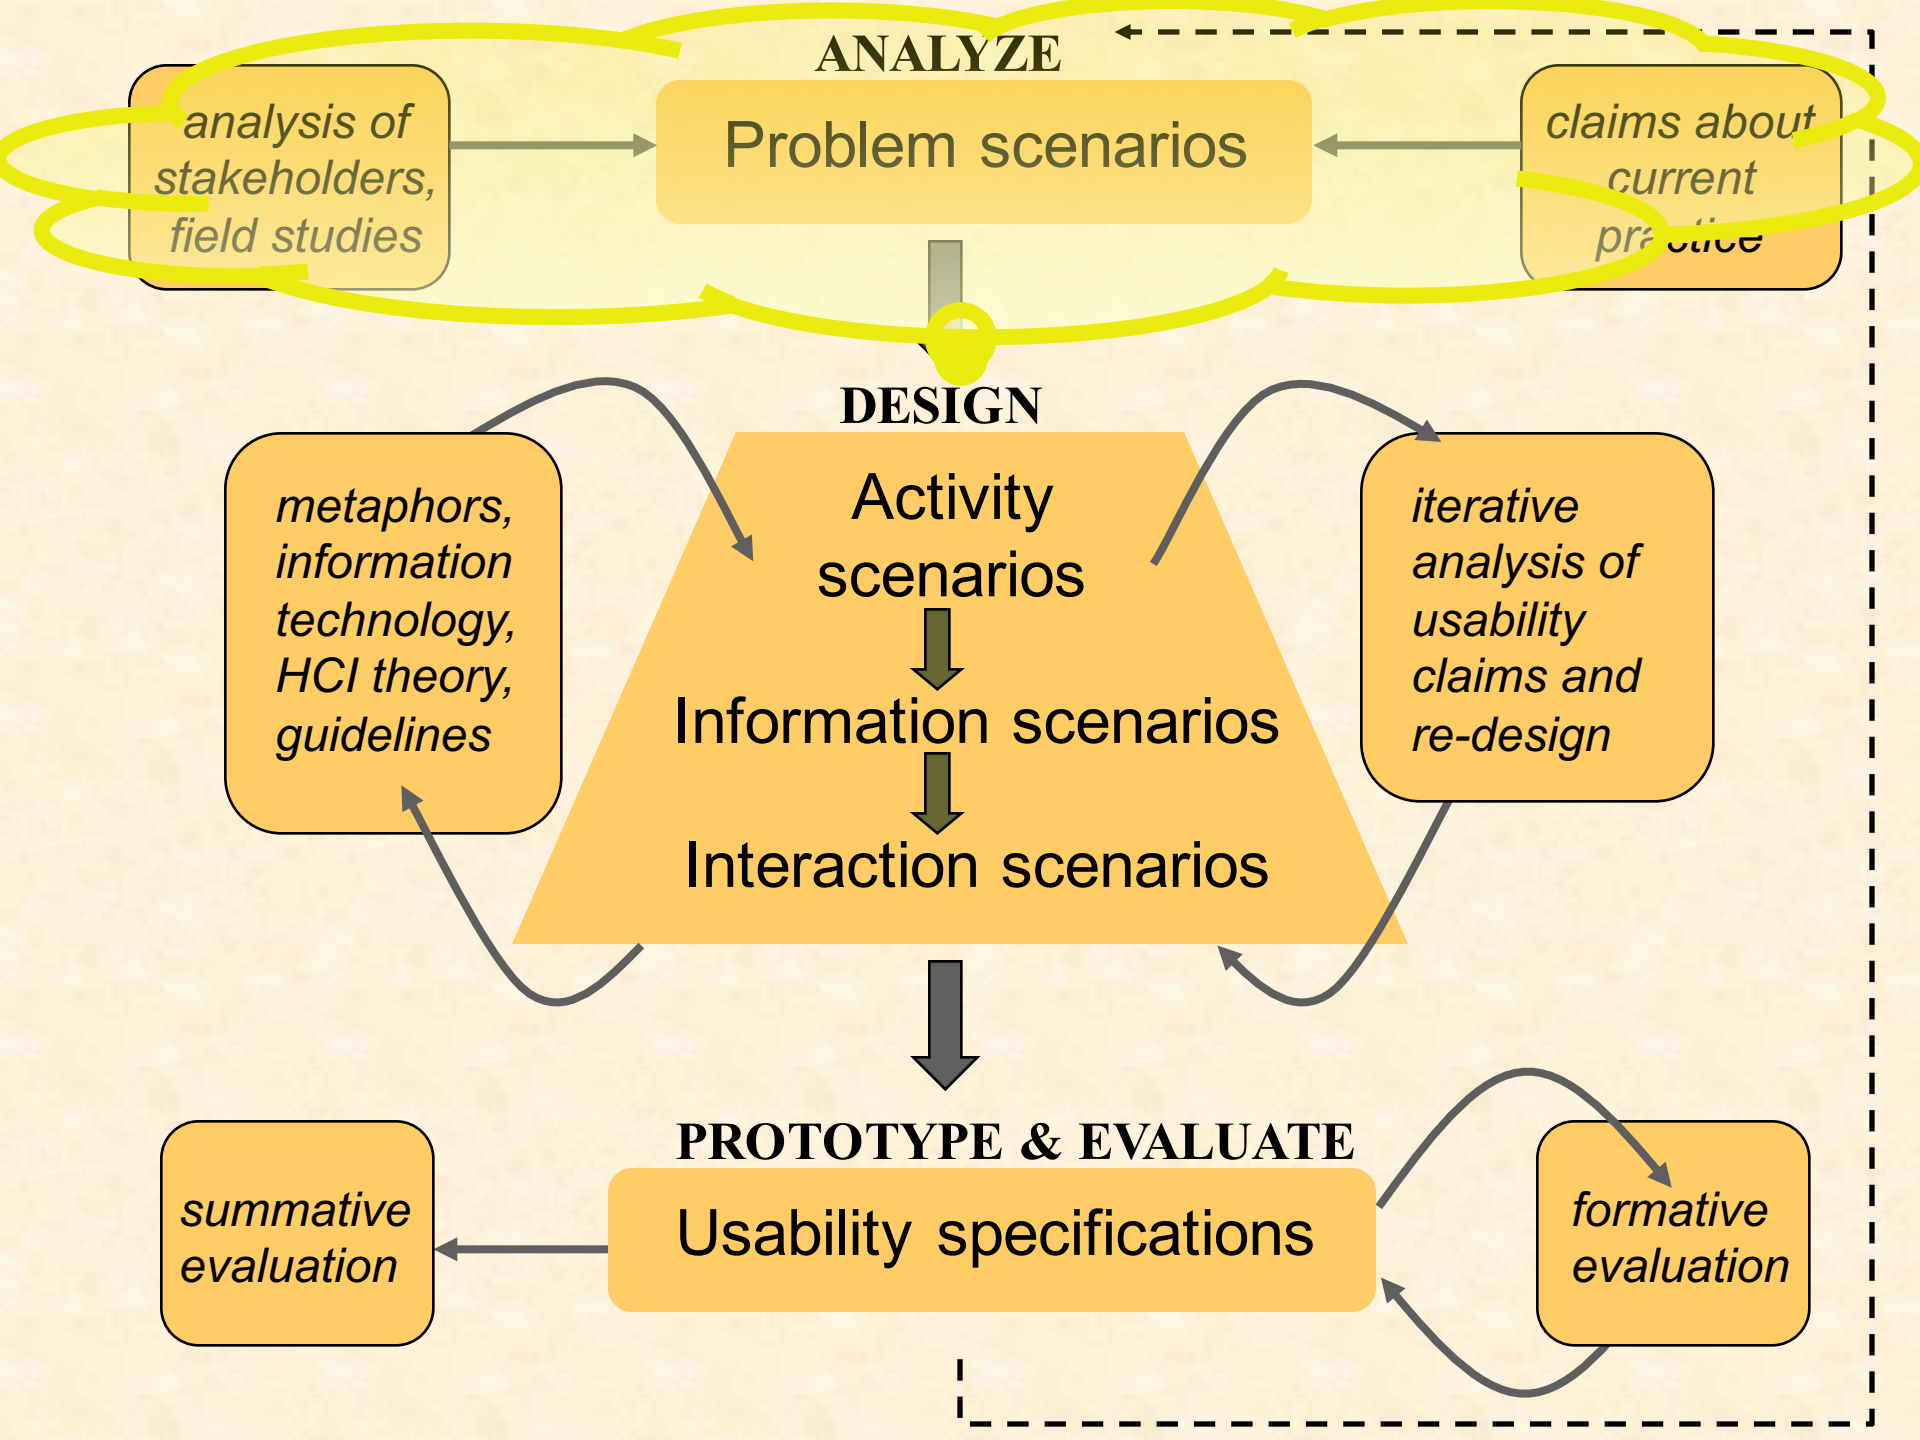 ANALYZE
analysis of
stakeholders,
field studies
Problem scenarios
claims about
current
practice
DESIGN
metaphors,
information
technology,
HCI theory,
guidelines
Activity
scenarios
Information scenarios
Interaction scenarios
iterative
analysis of
usability
claims and
re-design
PROTOTYPE & EVALUATE
summative
evaluation
Usability specifications
formative
evaluation